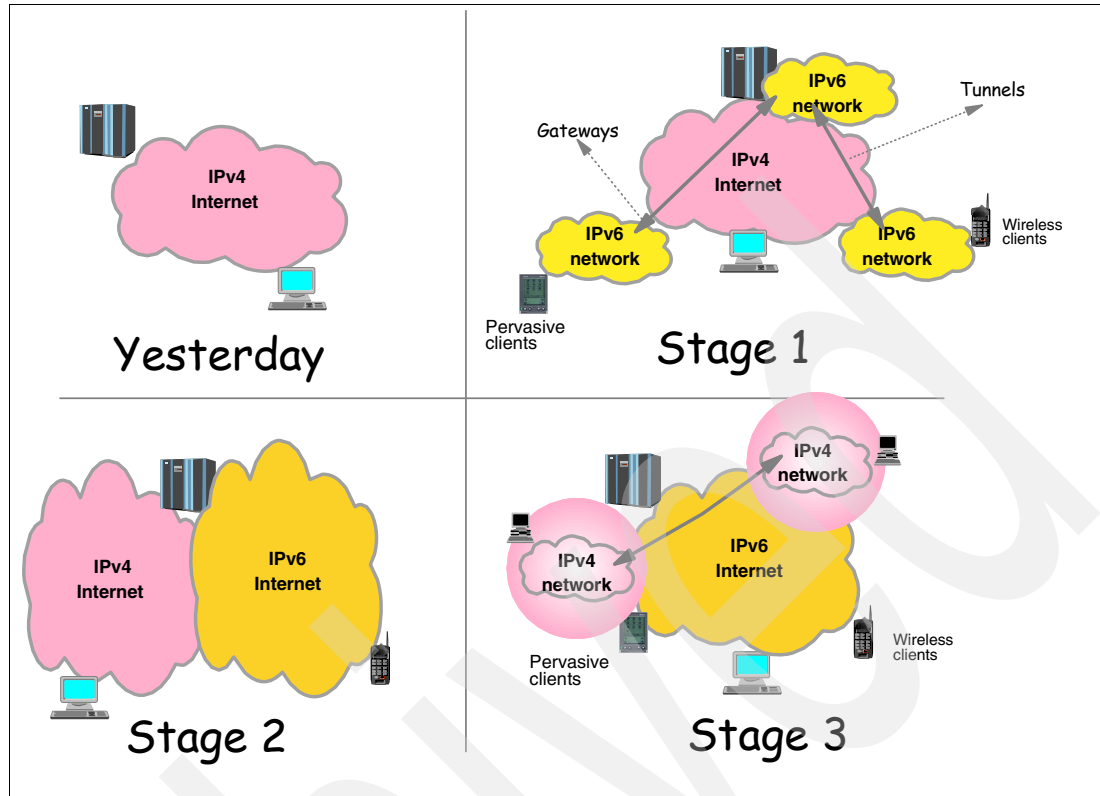 IPv4
Internet
Yesterday
IPv6
network
Tunnels
Gateways
IPv4
Internet
IPv6
network
IPv6
network
Wireless
clients
Pervasive
clients
Stage 1
IPv4
Internet
IPv6
Internet
Stage 2
IPv4
network
IPv4
network
IPv6
Internet
Pervasive
clients
Wireless
clients
Stage 3